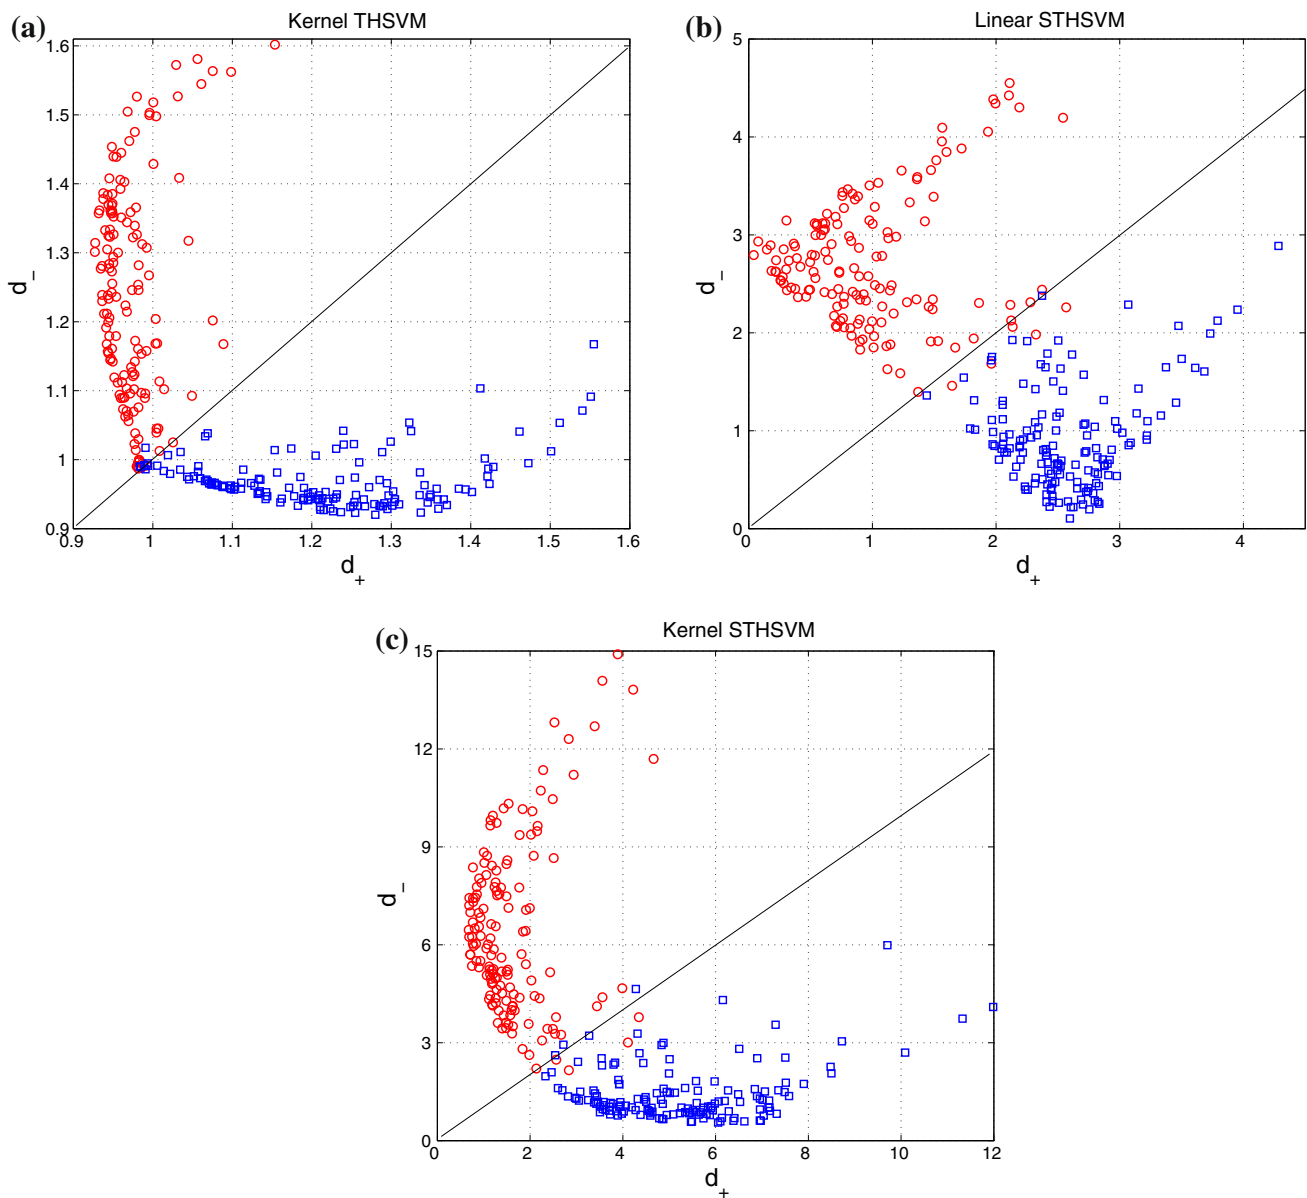 (a)
Kernel THSVM
1.6
1.5
1.4
1.3
1.2
1.1
1
0.9
d_
0.9 1 1.1 1.2 1.3 1.4 1.5 1.6
d+
(b)
Linear STHSVM
5
4
3
2
1
0
d_
0 1 2 3 4
d+
(c)
Kernel STHSVM
15
12
9
6
3
0
d_
0 2 4 6 8 10 12
d+